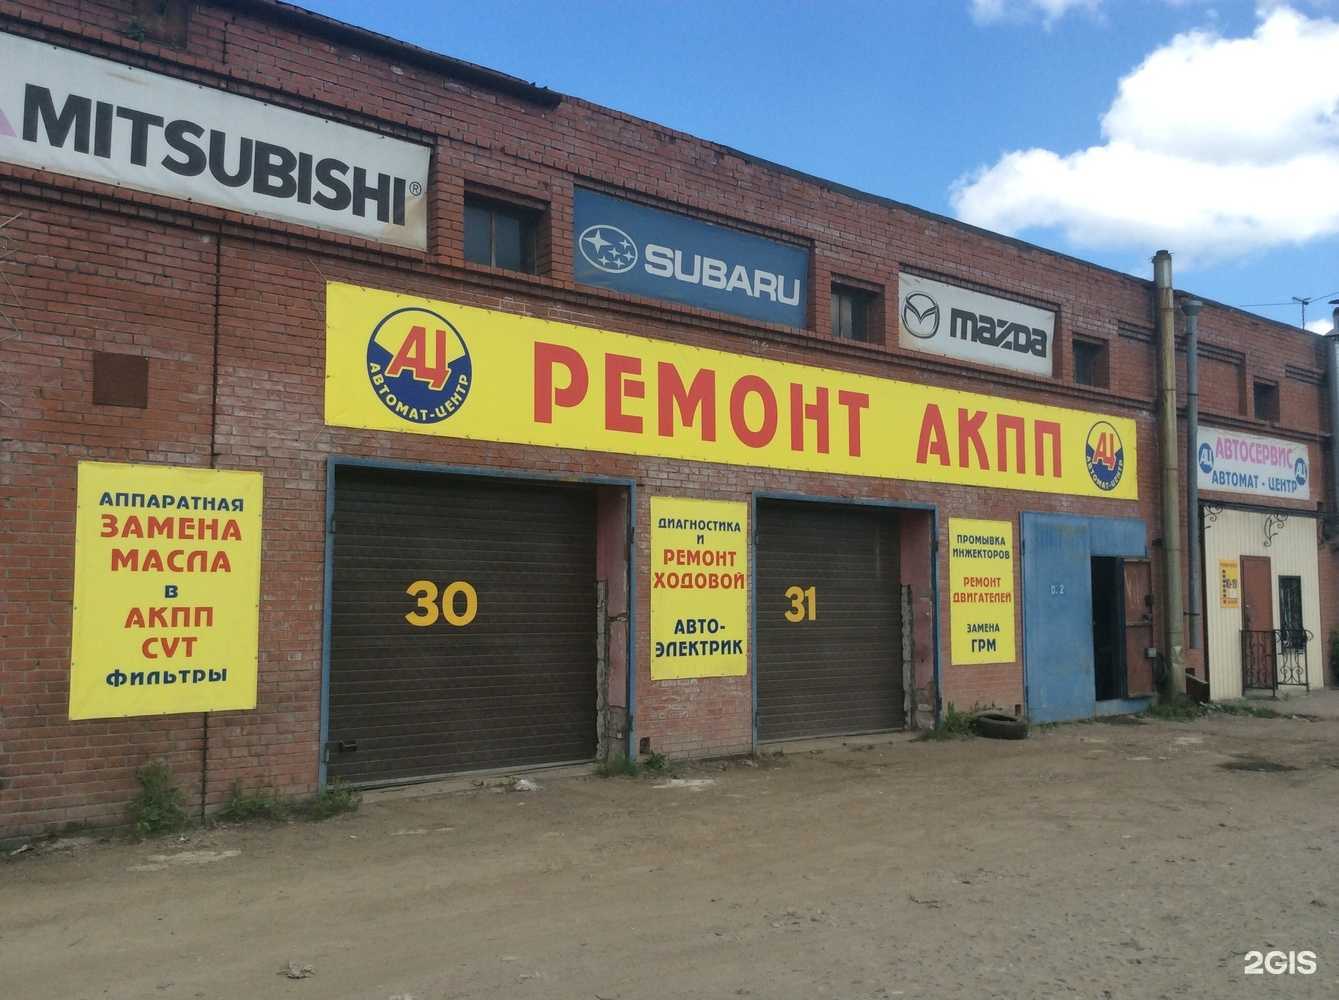 MITSUBISHI®
SUBARU
mazda
АЦ
АВТОМАТ-ЦЕНТР
РЕМОНТ АКПП
АЦ
АВТОМАТ-ЦЕНТР
АППАРАТНАЯ
ЗАМЕНА
МАСЛА
В
АКПП
CVT
ФИЛЬТРЫ
30
ДИАГНОСТИКА
И
РЕМОНТ
ХОДОВОЙ
АВТО-
ЭЛЕКТРИК
31
ПРОМЫВКА
ИНЖЕКТОРОВ
РЕМОНТ
ДВИГАТЕЛЕЙ
ЗАМЕНА
ГРМ
АЦ АВТОСЕРВИС АЦ
АВТОМАТ - ЦЕНТР
2GIS